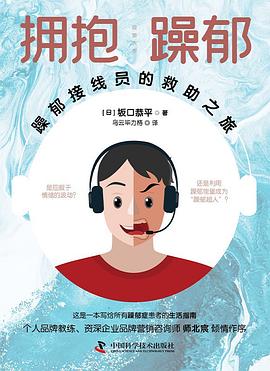 拥抱 躁郁
躁郁接线员的救助之旅
[日] 坂口恭平 著
乌云毕力格 译
是屈服于
情绪的波动?
还是利用
躁郁能量成为
“躁郁超人”?
这是一本写给所有躁郁症患者的生活指南
个人品牌教练、资深企业品牌营销咨询师 师北宸 倾情作序
中国科学技术出版社